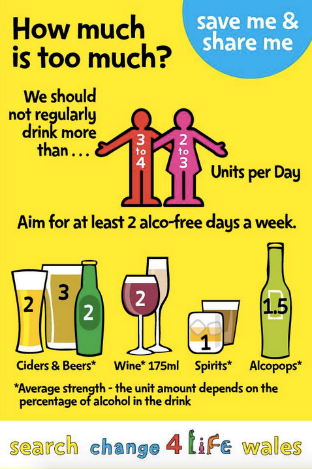 How much
is too much?
save me &
share me
We should
not regularly
drink more
than ...
3
to
4
2
to
3
Units per Day
Aim for at least 2 alco-free days a week.
2
3
2
2
1
1.5
Ciders & Beers*
Wine* 175ml
Spirits*
Alcopops*
*Average strength - the unit amount depends on the
percentage of alcohol in the drink
search change 4 LiFe wales